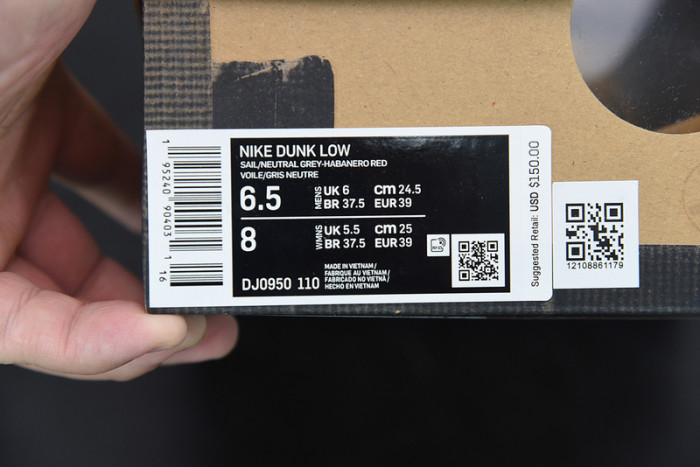 NIKE DUNK LOW
SAIL/NEUTRAL GREY-HABANERO RED
VOILE/GRIS NEUTRE
6.5 MENS UK 6 cm 24.5
BR 37.5 EUR 39
8 WMNS UK 5.5 cm 25
BR 37.5 EUR 39
MADE IN VIETNAM/
FABRIQUE AU VIETNAM/
FABRICADO NO VIETNÃ/
HECHO EN VIETNAM
DJ0950 110
1 95240 90403 1 16
Suggested Retail: USD $150.00
12108861179